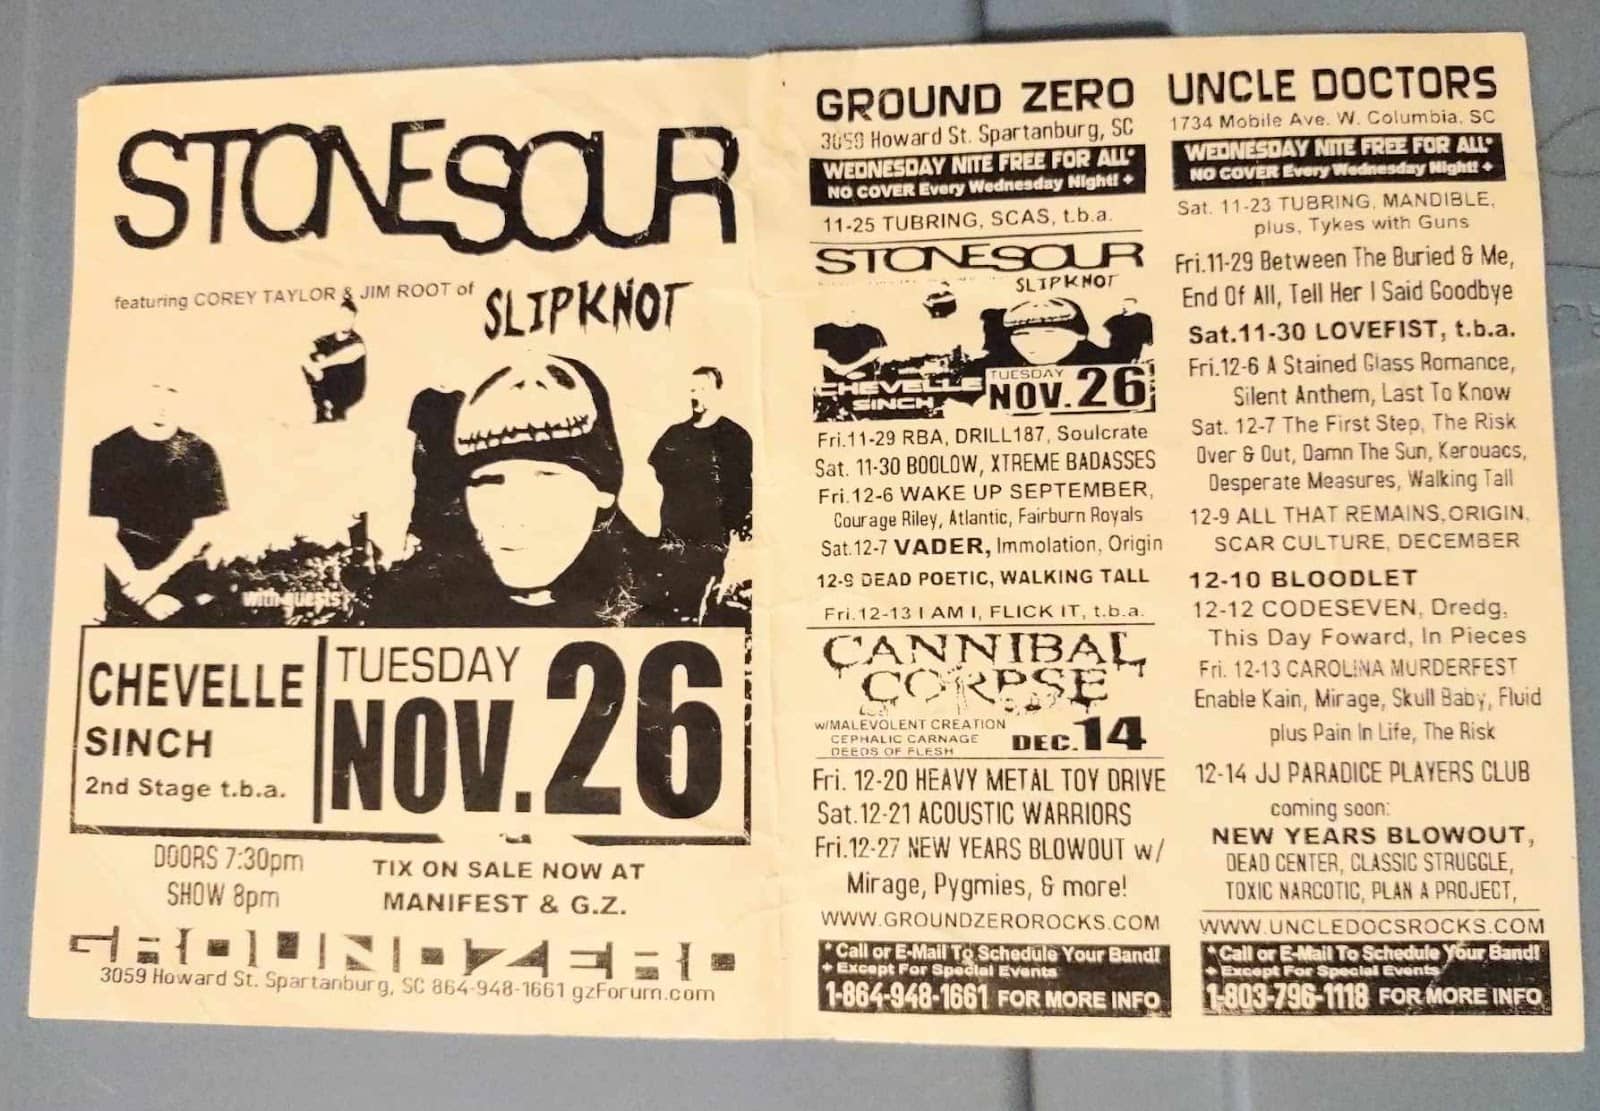 STONESOUR
featuring COREY TAYLOR & JIM ROOT of SLIPKNOT
with guests
CHEVELLE
SINCH
2nd Stage t.b.a.
TUESDAY
NOV.26
DOORS 7:30pm
SHOW 8pm
TIX ON SALE NOW AT
MANIFEST & G.Z.
GROUNDZERO
3059 Howard St. Spartanburg, SC 864-948-1661 gzForum.com
GROUND ZERO
3059 Howard St. Spartanburg, SC
WEDNESDAY NITE FREE FOR ALL*
NO COVER Every Wednesday Night! +
11-25 TUBRING, SCAS, t.b.a.
STONESOUR
SLIPKNOT
CHEVELLE
SINCH
TUESDAY
NOV.26
Fri.11-29 RBA, DRILL187, Soulcrate
Sat. 11-30 BOOLOW, XTREME BADASSES
Fri.12-6 WAKE UP SEPTEMBER,
Courage Riley, Atlantic, Fairburn Royals
Sat.12-7 VADER, Immolation, Origin
12-9 DEAD POETIC, WALKING TALL
Fri.12-13 I AM I, FLICK IT, t.b.a.
CANNIBAL
CORPSE
w/MALEVOLENT CREATION
CEPHALIC CARNAGE
DEEDS OF FLESH
DEC.14
Fri. 12-20 HEAVY METAL TOY DRIVE
Sat.12-21 ACOUSTIC WARRIORS
Fri.12-27 NEW YEARS BLOWOUT w/
Mirage, Pygmies, & more!
WWW.GROUNDZEROROCKS.COM
* Call or E-Mail To Schedule Your Band!
+ Except For Special Events
1-864-948-1661 FOR MORE INFO
UNCLE DOCTORS
1734 Mobile Ave. W. Columbia, SC
WEDNESDAY NITE FREE FOR ALL*
NO COVER Every Wednesday Night! +
Sat. 11-23 TUBRING, MANDIBLE,
plus, Tykes with Guns
Fri.11-29 Between The Buried & Me,
End Of All, Tell Her I Said Goodbye
Sat.11-30 LOVEFIST, t.b.a.
Fri.12-6 A Stained Glass Romance,
Silent Anthem, Last To Know
Sat. 12-7 The First Step, The Risk
Over & Out, Damn The Sun, Kerouacs,
Desperate Measures, Walking Tall
12-9 ALL THAT REMAINS, ORIGIN,
SCAR CULTURE, DECEMBER
12-10 BLOODLET
12-12 CODESEVEN, Dredg,
This Day Foward, In Pieces
Fri. 12-13 CAROLINA MURDERFEST
Enable Kain, Mirage, Skull Baby, Fluid
plus Pain In Life, The Risk
12-14 JJ PARADICE PLAYERS CLUB
coming soon:
NEW YEARS BLOWOUT,
DEAD CENTER, CLASSIC STRUGGLE,
TOXIC NARCOTIC, PLAN A PROJECT,
WWW.UNCLEDOCSROCKS.COM
* Call or E-Mail To Schedule Your Band!
+ Except For Special Events
1-803-796-1118 FOR MORE INFO